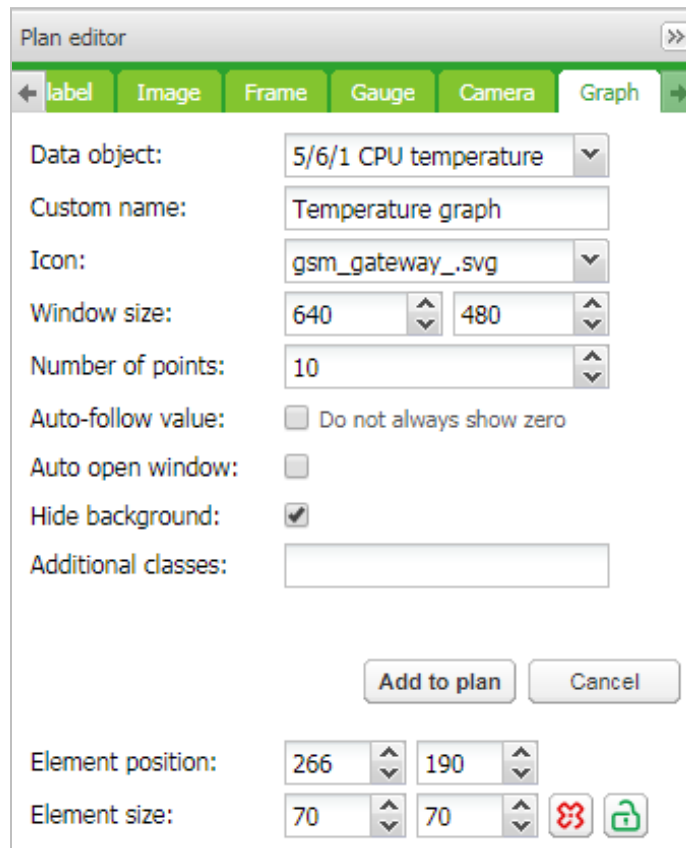 Plan editor
label Image Frame Gauge Camera Graph
Data object: 5/6/1 CPU temperature
Custom name: Temperature graph
Icon: gsm_gateway_.svg
Window size: 640 480
Number of points: 10
Auto-follow value: Do not always show zero
Auto open window:
Hide background:
Additional classes:
Add to plan Cancel
Element position: 266 190
Element size: 70 70